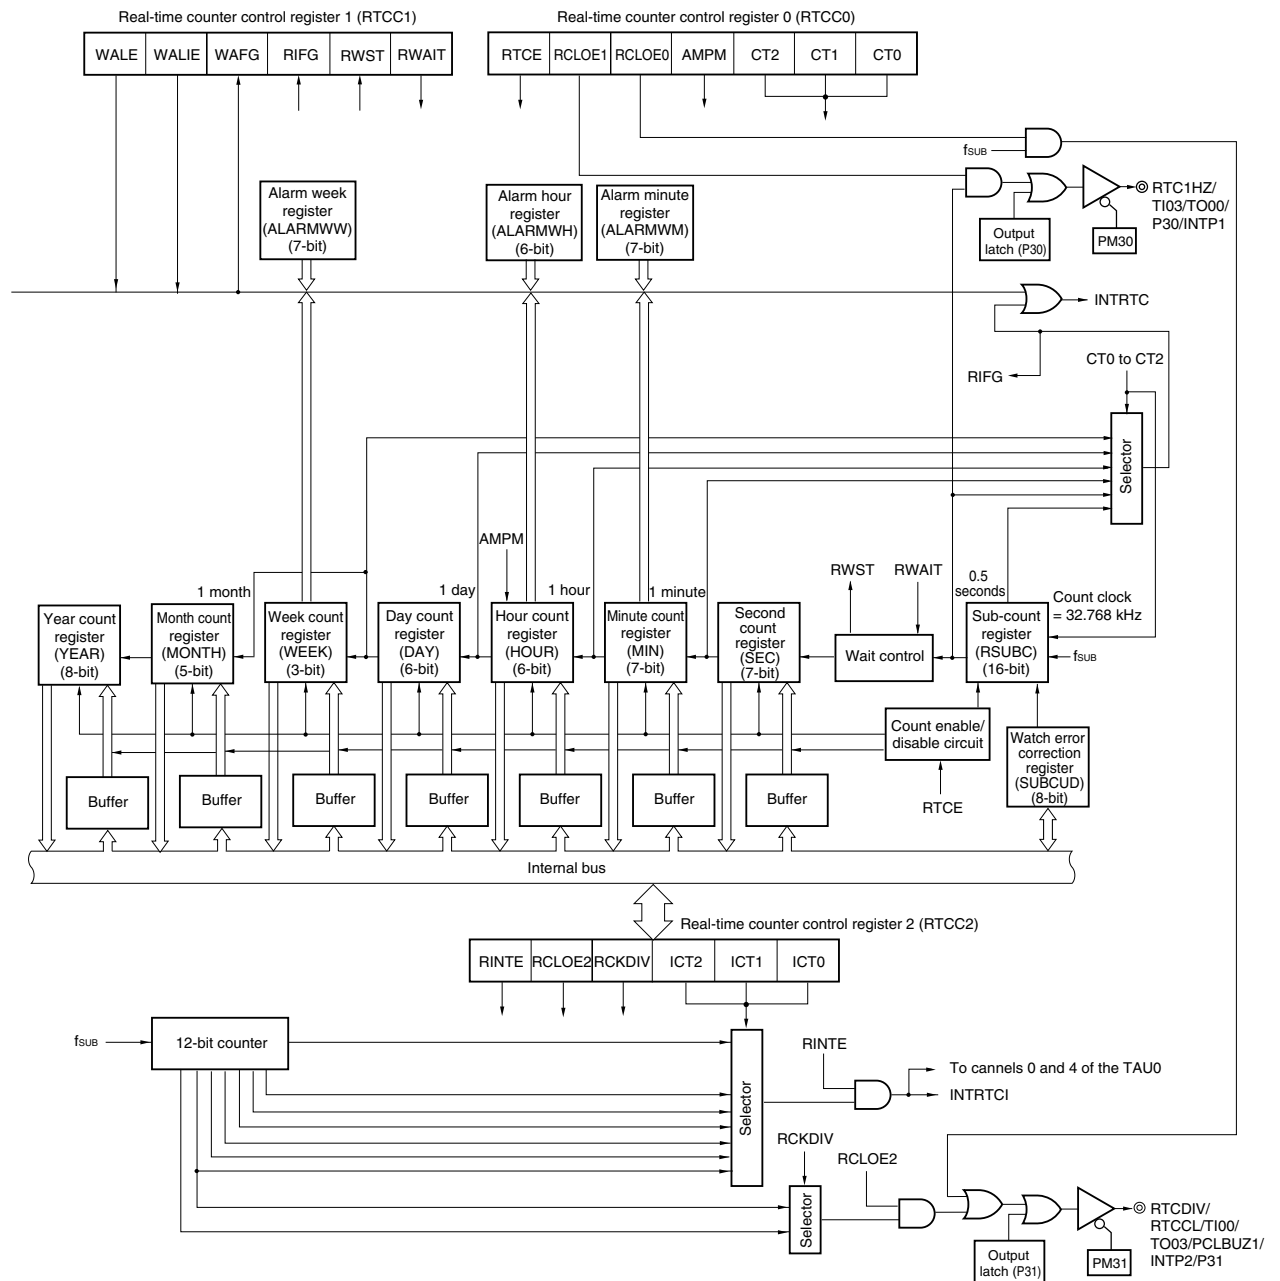 Real-time counter control register 1 (RTCC1)
Real-time counter control register 0 (RTCC0)
WALE WALIE WAFG RIFG RWST RWAIT
RTCE RCLOE1 RCLOE0 AMPM CT2 CT1 CT0
fSUB
RTC1HZ/
TI03/TO00/
P30/INTP1
Output
latch (P30)
PM30
Alarm week
register
(ALARMWW)
(7-bit)
Alarm hour
register
(ALARMWH)
(6-bit)
Alarm minute
register
(ALARMWM)
(7-bit)
INTRTC
RIFG
CT0 to CT2
Selector
AMPM
1 month
1 day
1 hour
1 minute
RWST
RWAIT
0.5
seconds
Count clock
= 32.768 kHz
Year count
register
(YEAR)
(8-bit)
Month count
register
(MONTH)
(5-bit)
Week count
register
(WEEK)
(3-bit)
Day count
register
(DAY)
(6-bit)
Hour count
register
(HOUR)
(6-bit)
Minute count
register
(MIN)
(7-bit)
Second
count
register
(SEC)
(7-bit)
Wait control
Sub-count
register
(RSUBC)
(16-bit)
fSUB
Count enable/
disable circuit
RTCE
Watch error
correction
register
(SUBCUD)
(8-bit)
Buffer
Buffer
Buffer
Buffer
Buffer
Buffer
Buffer
Internal bus
Real-time counter control register 2 (RTCC2)
RINTE RCLOE2 RCKDIV ICT2 ICT1 ICT0
fSUB
12-bit counter
Selector
RINTE
To cannels 0 and 4 of the TAU0
INTRTCI
RCKDIV
RCLOE2
Selector
Output
latch (P31)
PM31
RTCDIV/
RTCCL/TI00/
TO03/PCLBUZ1/
INTP2/P31